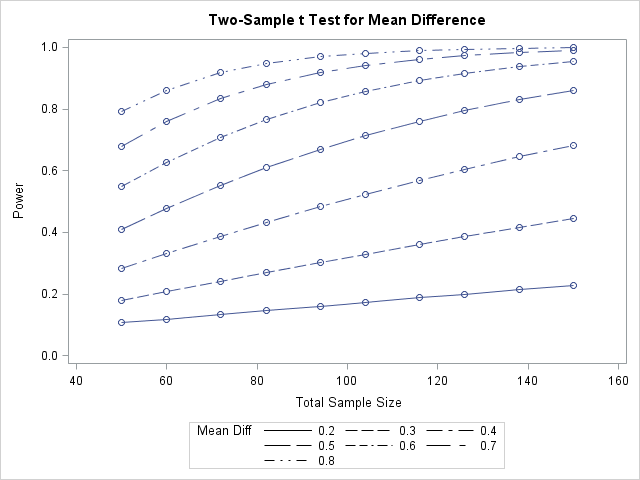 Two-Sample t Test for Mean Difference
1.0
0.8
0.6
0.4
0.2
0.0
Power
40 60 80 100 120 140 160
Total Sample Size
Mean Diff 0.2 0.3 0.4
0.5 0.6 0.7
0.8